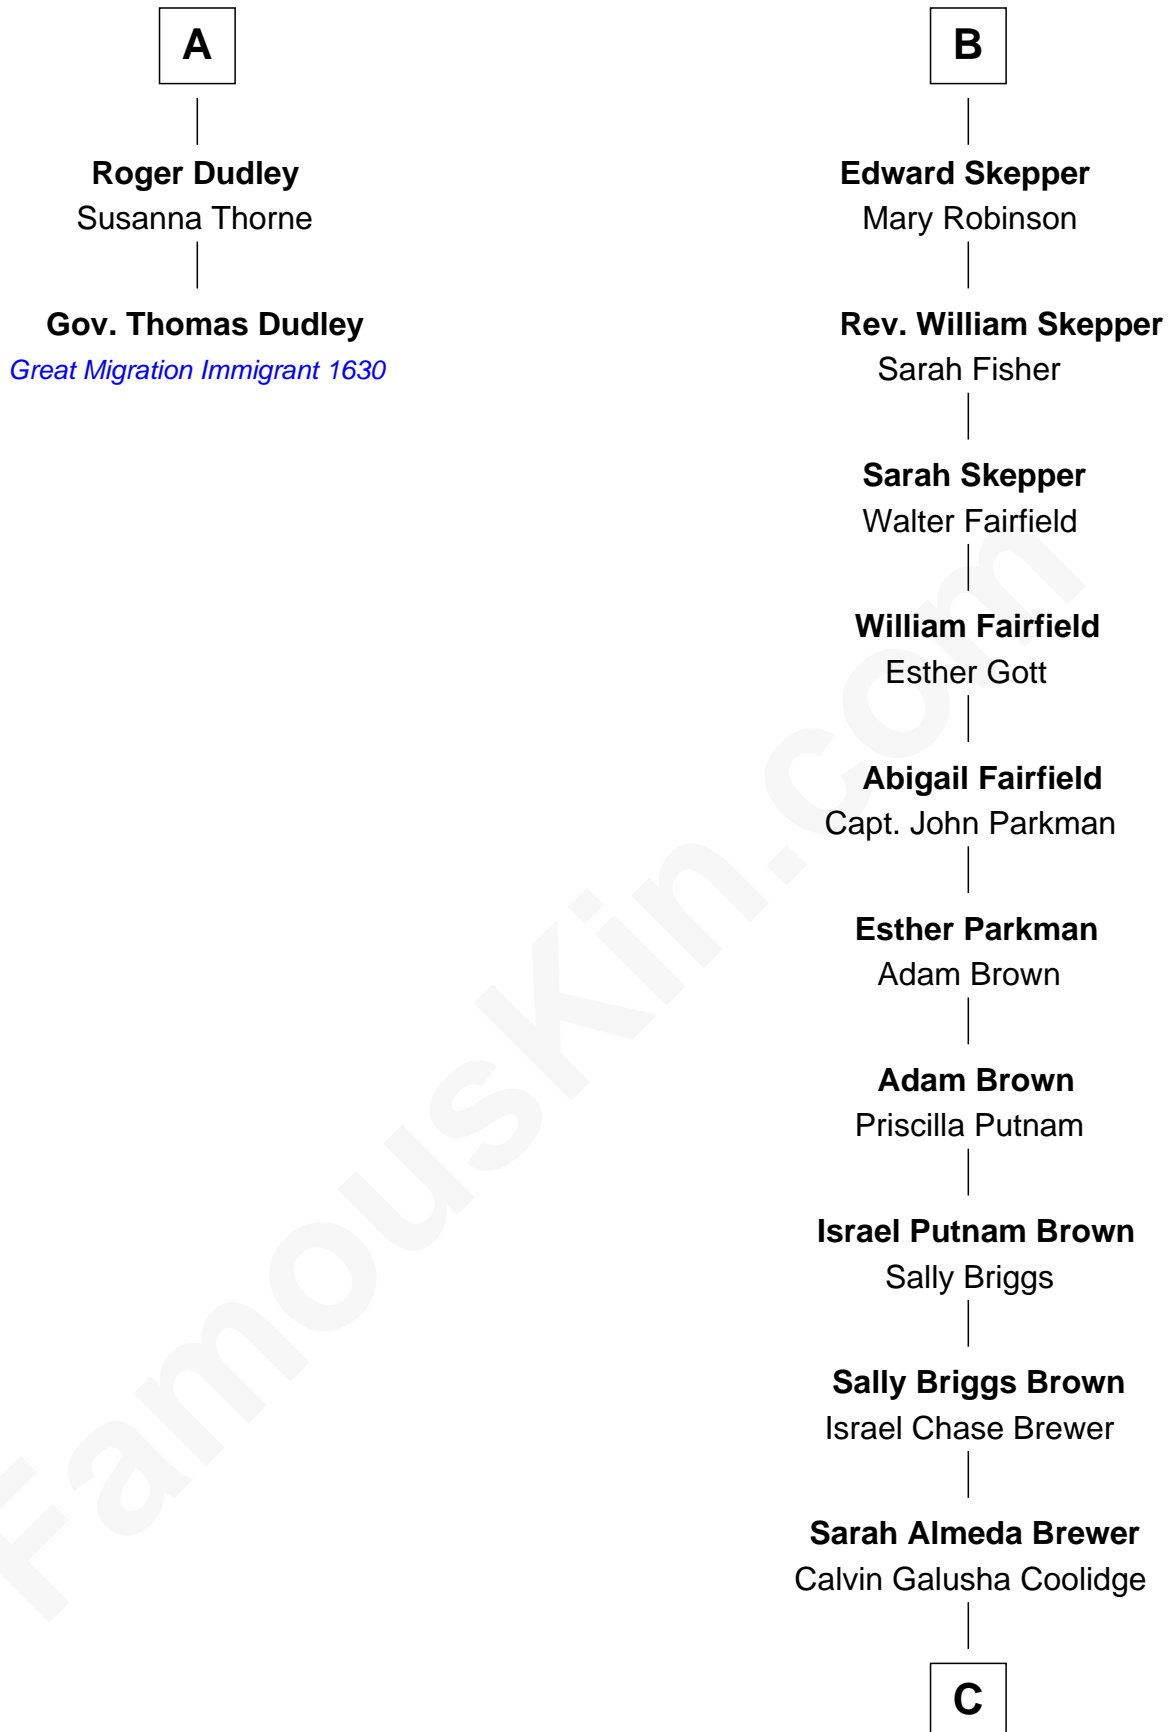 A
Roger Dudley
Susanna Thorne
Gov. Thomas Dudley
Great Migration Immigrant 1630
B
Edward Skepper
Mary Robinson
Rev. William Skepper
Sarah Fisher
Sarah Skepper
Walter Fairfield
William Fairfield
Esther Gott
Abigail Fairfield
Capt. John Parkman
Esther Parkman
Adam Brown
Adam Brown
Priscilla Putnam
Israel Putnam Brown
Sally Briggs
Sally Briggs Brown
Israel Chase Brewer
Sarah Almeda Brewer
Calvin Galusha Coolidge
C
FamousKin.com